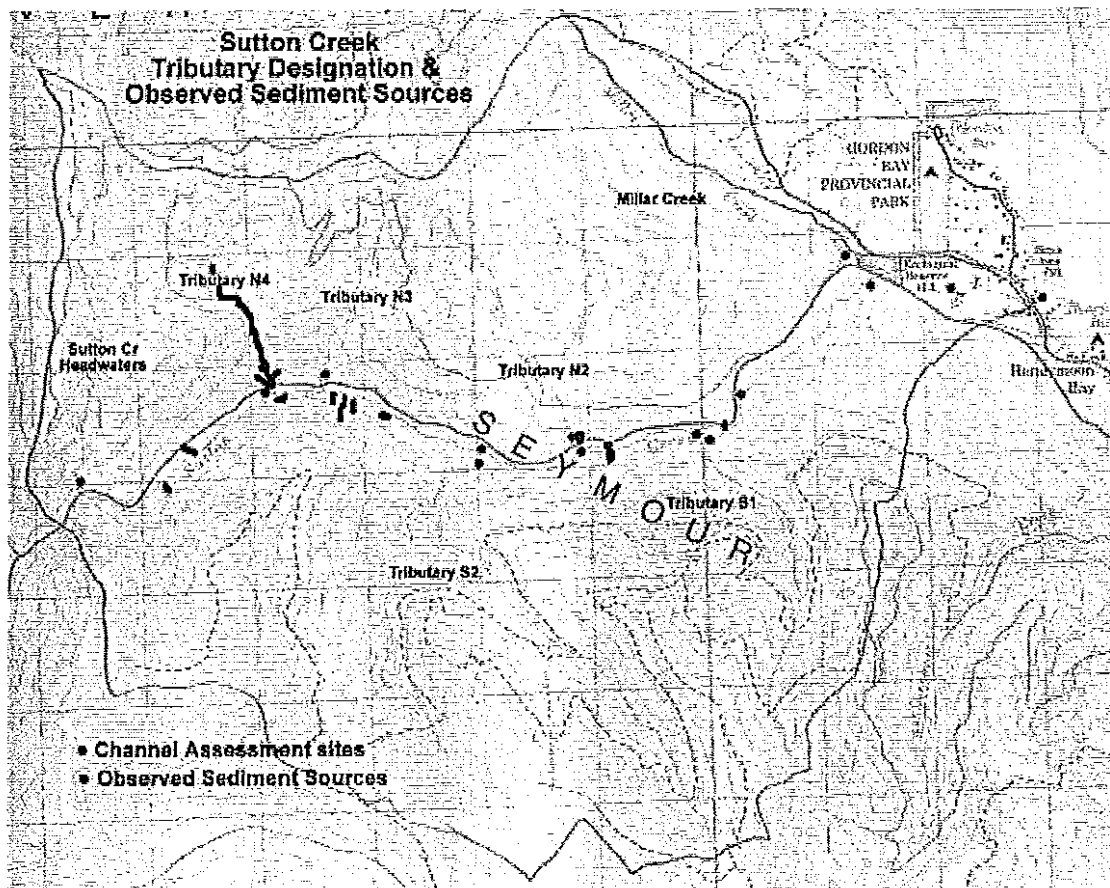 Sutton Creek
Tributary Designation &
Observed Sediment Sources
GORDON
BAY
PROVINCIAL
PARK
Millar Creek
Tributary N4
Tributary N3
Sutton Cr
Headwaters
Tributary N2
Honeymoon
Bay
SEYMOUR
Tributary S1
Tributary S2
• Channel Assessment sites
• Observed Sediment Sources